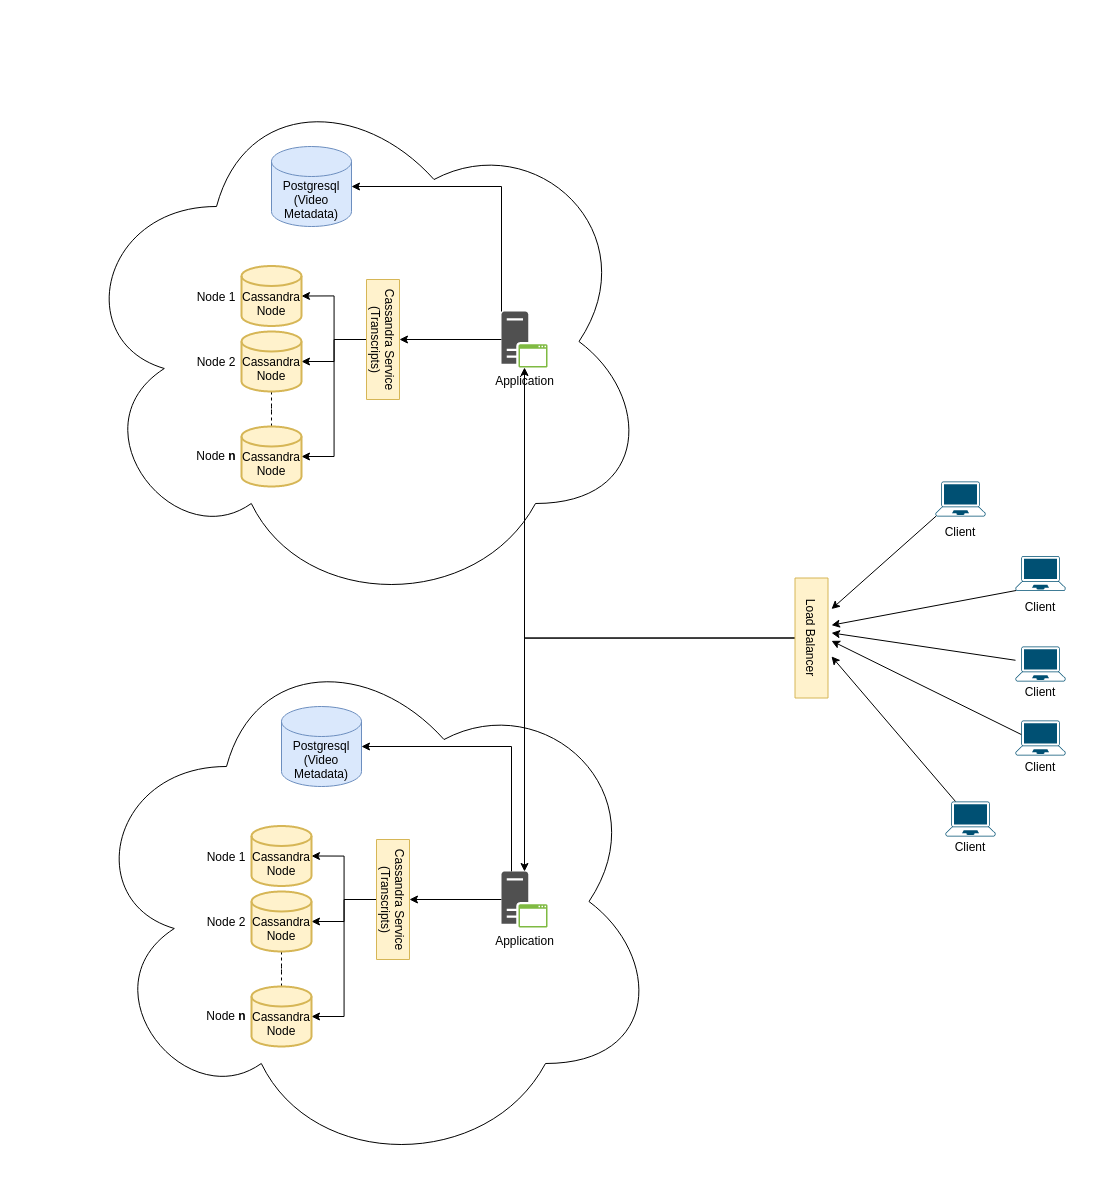 Postgresql
(Video
Metadata)
Node 1
Cassandra
Node
Node 2
Cassandra
Node
Node n
Cassandra
Node
Cassandra Service
(Transcripts)
Application
Load Balancer
Client
Client
Client
Client
Client
Postgresql
(Video
Metadata)
Node 1
Cassandra
Node
Node 2
Cassandra
Node
Node n
Cassandra
Node
Cassandra Service
(Transcripts)
Application